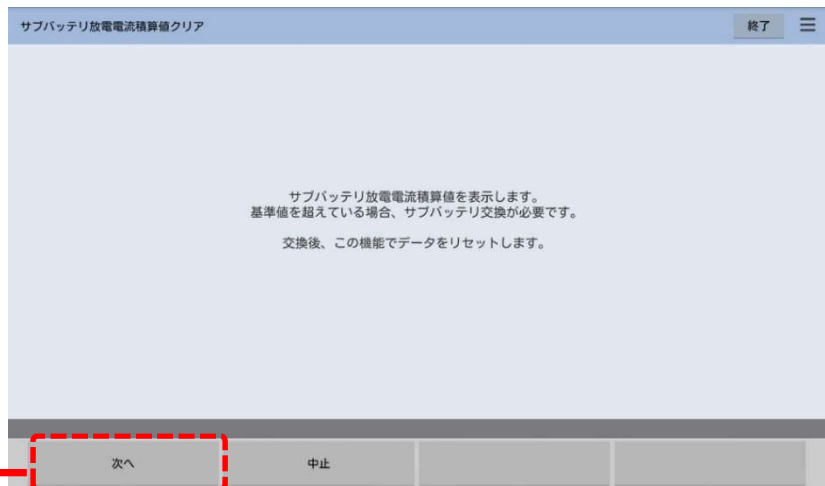 サブバッテリ放電電流積算値クリア
終了
サブバッテリ放電電流積算値を表示します。
基準値を超えている場合、サブバッテリ交換が必要です。
交換後、この機能でデータをリセットします。
次へ
中止